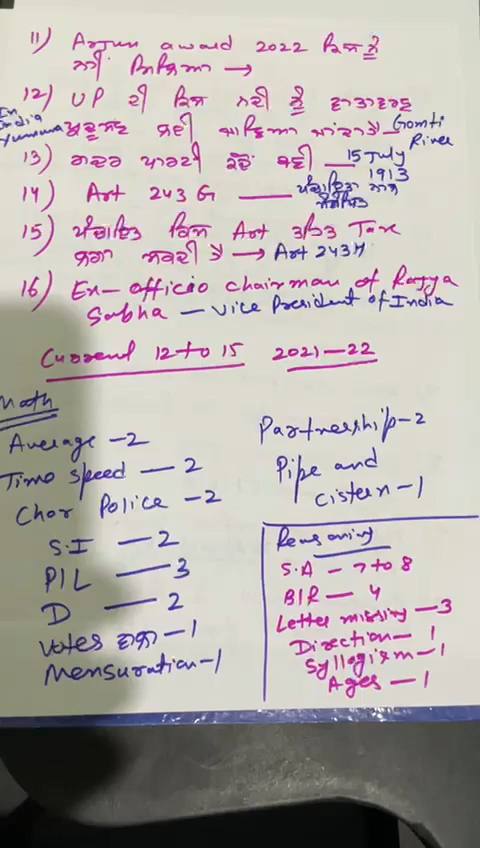 11) Arjun award 2022 ਕਿਸ ਨੂੰ
ਨਹੀਂ ਮਿਲਿਆ →
12) UP ਦੀ ਕਿਸ ਨਦੀ ਨੂੰ
In India Yamuna
ਪ੍ਰਦੂਸ਼ਤ ਨਦੀ ਆਖਿਆ ਜਾਂਦਾ ਹੈ - Gomti River
13) ਗਦਰ ਪਾਰਟੀ ਕਦੋਂ ਬਣੀ — 15 July 1913
14) Art 243 G — ਪੰਚਾਇਤਾ ਨਾਲ ਸੰਬੰਧਿਤ
15) ਪੰਚਾਇਤ ਕਿਸ Art ਤਹਿਤ Tax
ਲਗਾ ਸਕਦੀ ਹੈ → Art 243H
16) Ex-officio chairman of Rajya
Sabha — Vice President of India
Current 12 to 15 2021-22
Math
Average -2
Time speed — 2
Chor Police -2
S.I — 2
P/L — 3
D — 2
Votes ਵਾਲਾ -1
Mensuration -1
Partnership -2
Pipe and
Cistern -1
Reasoning
S.A - 7 to 8
B/R - 4
Letter missing -3
Direction - 1
Syllogism -1
Ages -1